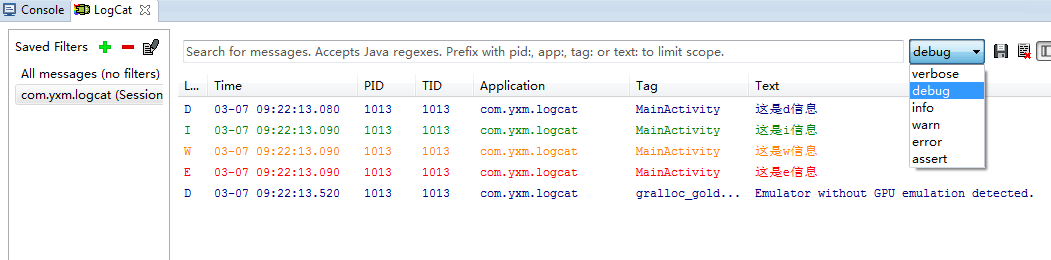 Console LogCat
Saved Filters
All messages (no filters)
com.yxm.logcat (Session
Search for messages. Accepts Java regexes. Prefix with pid:, app:, tag: or text: to limit scope.
debug
verbose
debug
info
warn
error
assert
L... Time PID TID Application Tag Text
D 03-07 09:22:13.080 1013 1013 com.yxm.logcat MainActivity 这是d信息
I 03-07 09:22:13.090 1013 1013 com.yxm.logcat MainActivity 这是i信息
W 03-07 09:22:13.090 1013 1013 com.yxm.logcat MainActivity 这是w信息
E 03-07 09:22:13.090 1013 1013 com.yxm.logcat MainActivity 这是e信息
D 03-07 09:22:13.520 1013 1013 com.yxm.logcat gralloc_gold... Emulator without GPU emulation detected.